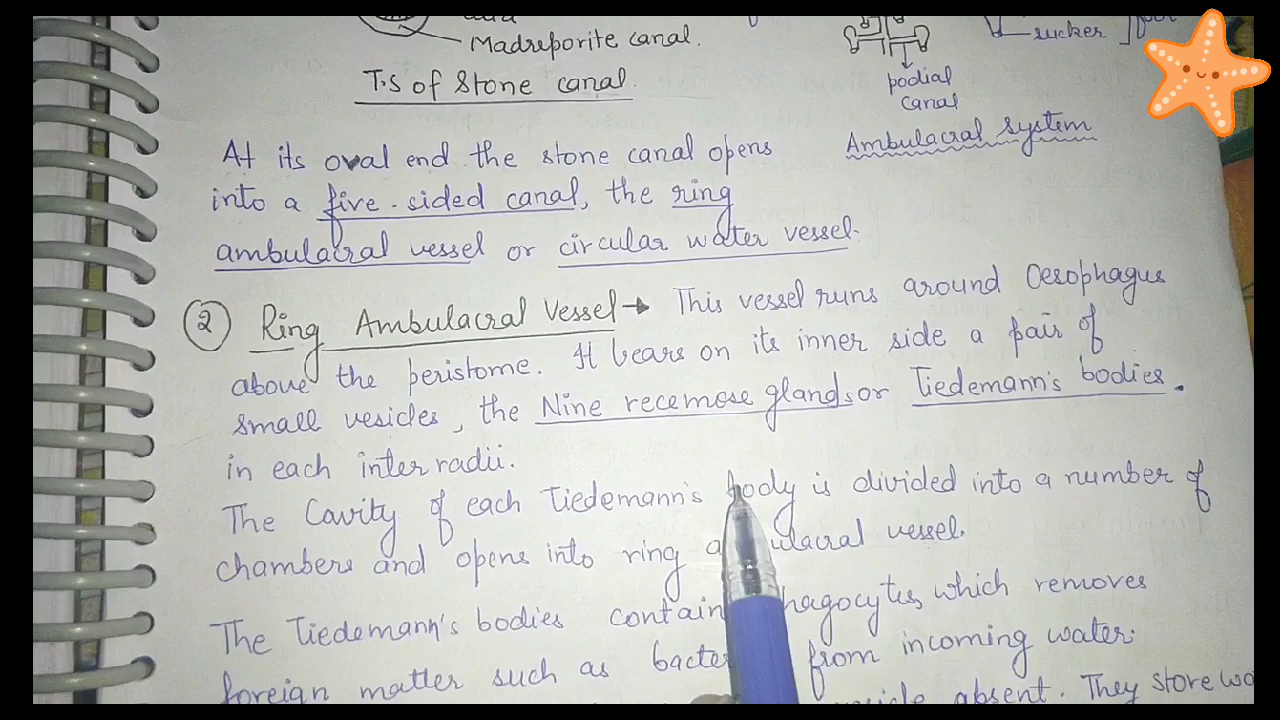 Madreporite canal.
T.S of Stone canal.
sucker
podial
canal
Ambulacral system
At its oval end the stone canal opens
into a five-sided canal, the ring
ambulacral vessel or circular water vessel.
2 Ring Ambulacral Vessel → This vessel runs around Oesophagus
above the peristome. It bears on its inner side a pair of
small vesicles, the Nine recemose glands or Tiedemann's bodies.
in each inter radii.
The Cavity of each Tiedemann's body is divided into a number of
chambers and opens into ring vessel.
The Tiedemann's bodies contain which removes
foreign matter such as from incoming water.
absent. They store